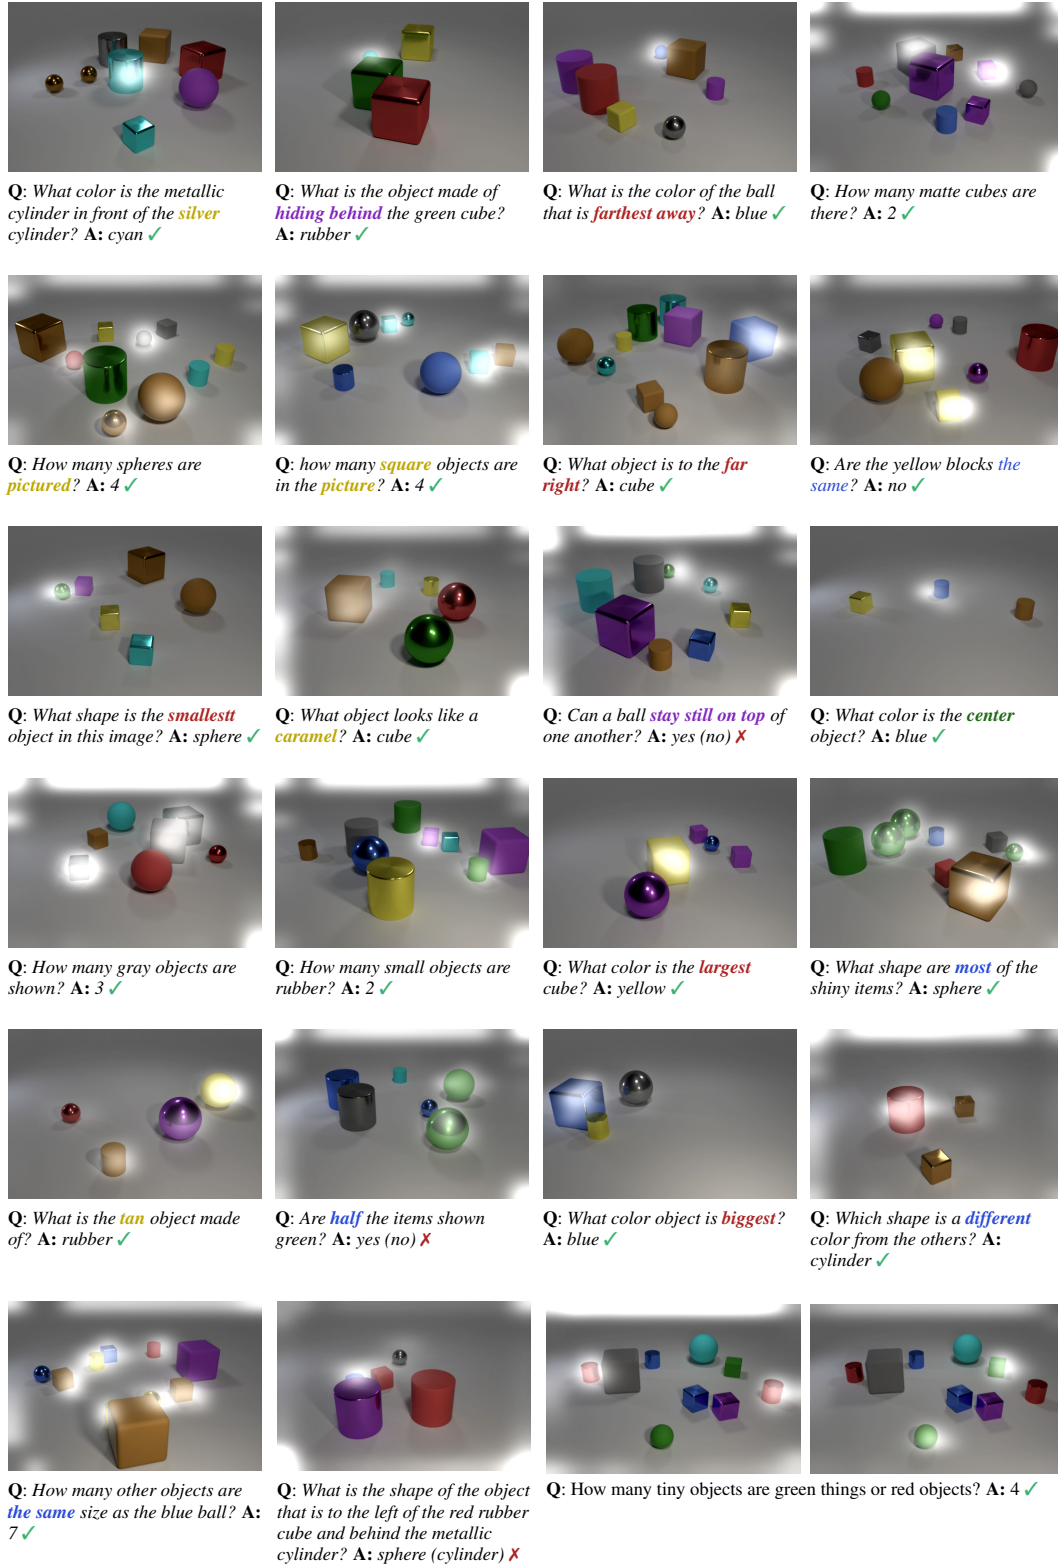 Q: What color is the metallic
cylinder in front of the silver
cylinder? A: cyan ✓
Q: What is the object made of
hiding behind the green cube?
A: rubber ✓
Q: What is the color of the ball
that is farthest away? A: blue ✓
Q: How many matte cubes are
there? A: 2 ✓
Q: How many spheres are
pictured? A: 4 ✓
Q: how many square objects are
in the picture? A: 4 ✓
Q: What object is to the far
right? A: cube ✓
Q: Are the yellow blocks the
same? A: no ✓
Q: What shape is the smallestt
object in this image? A: sphere ✓
Q: What object looks like a
caramel? A: cube ✓
Q: Can a ball stay still on top of
one another? A: yes (no) ✗
Q: What color is the center
object? A: blue ✓
Q: How many gray objects are
shown? A: 3 ✓
Q: How many small objects are
rubber? A: 2 ✓
Q: What color is the largest
cube? A: yellow ✓
Q: What shape are most of the
shiny items? A: sphere ✓
Q: What is the tan object made
of? A: rubber ✓
Q: Are half the items shown
green? A: yes (no) ✗
Q: What color object is biggest?
A: blue ✓
Q: Which shape is a different
color from the others? A:
cylinder ✓
Q: How many other objects are
the same size as the blue ball? A:
7 ✓
Q: What is the shape of the object
that is to the left of the red rubber
cube and behind the metallic
cylinder? A: sphere (cylinder) ✗
Q: How many tiny objects are green things or red objects? A: 4 ✓